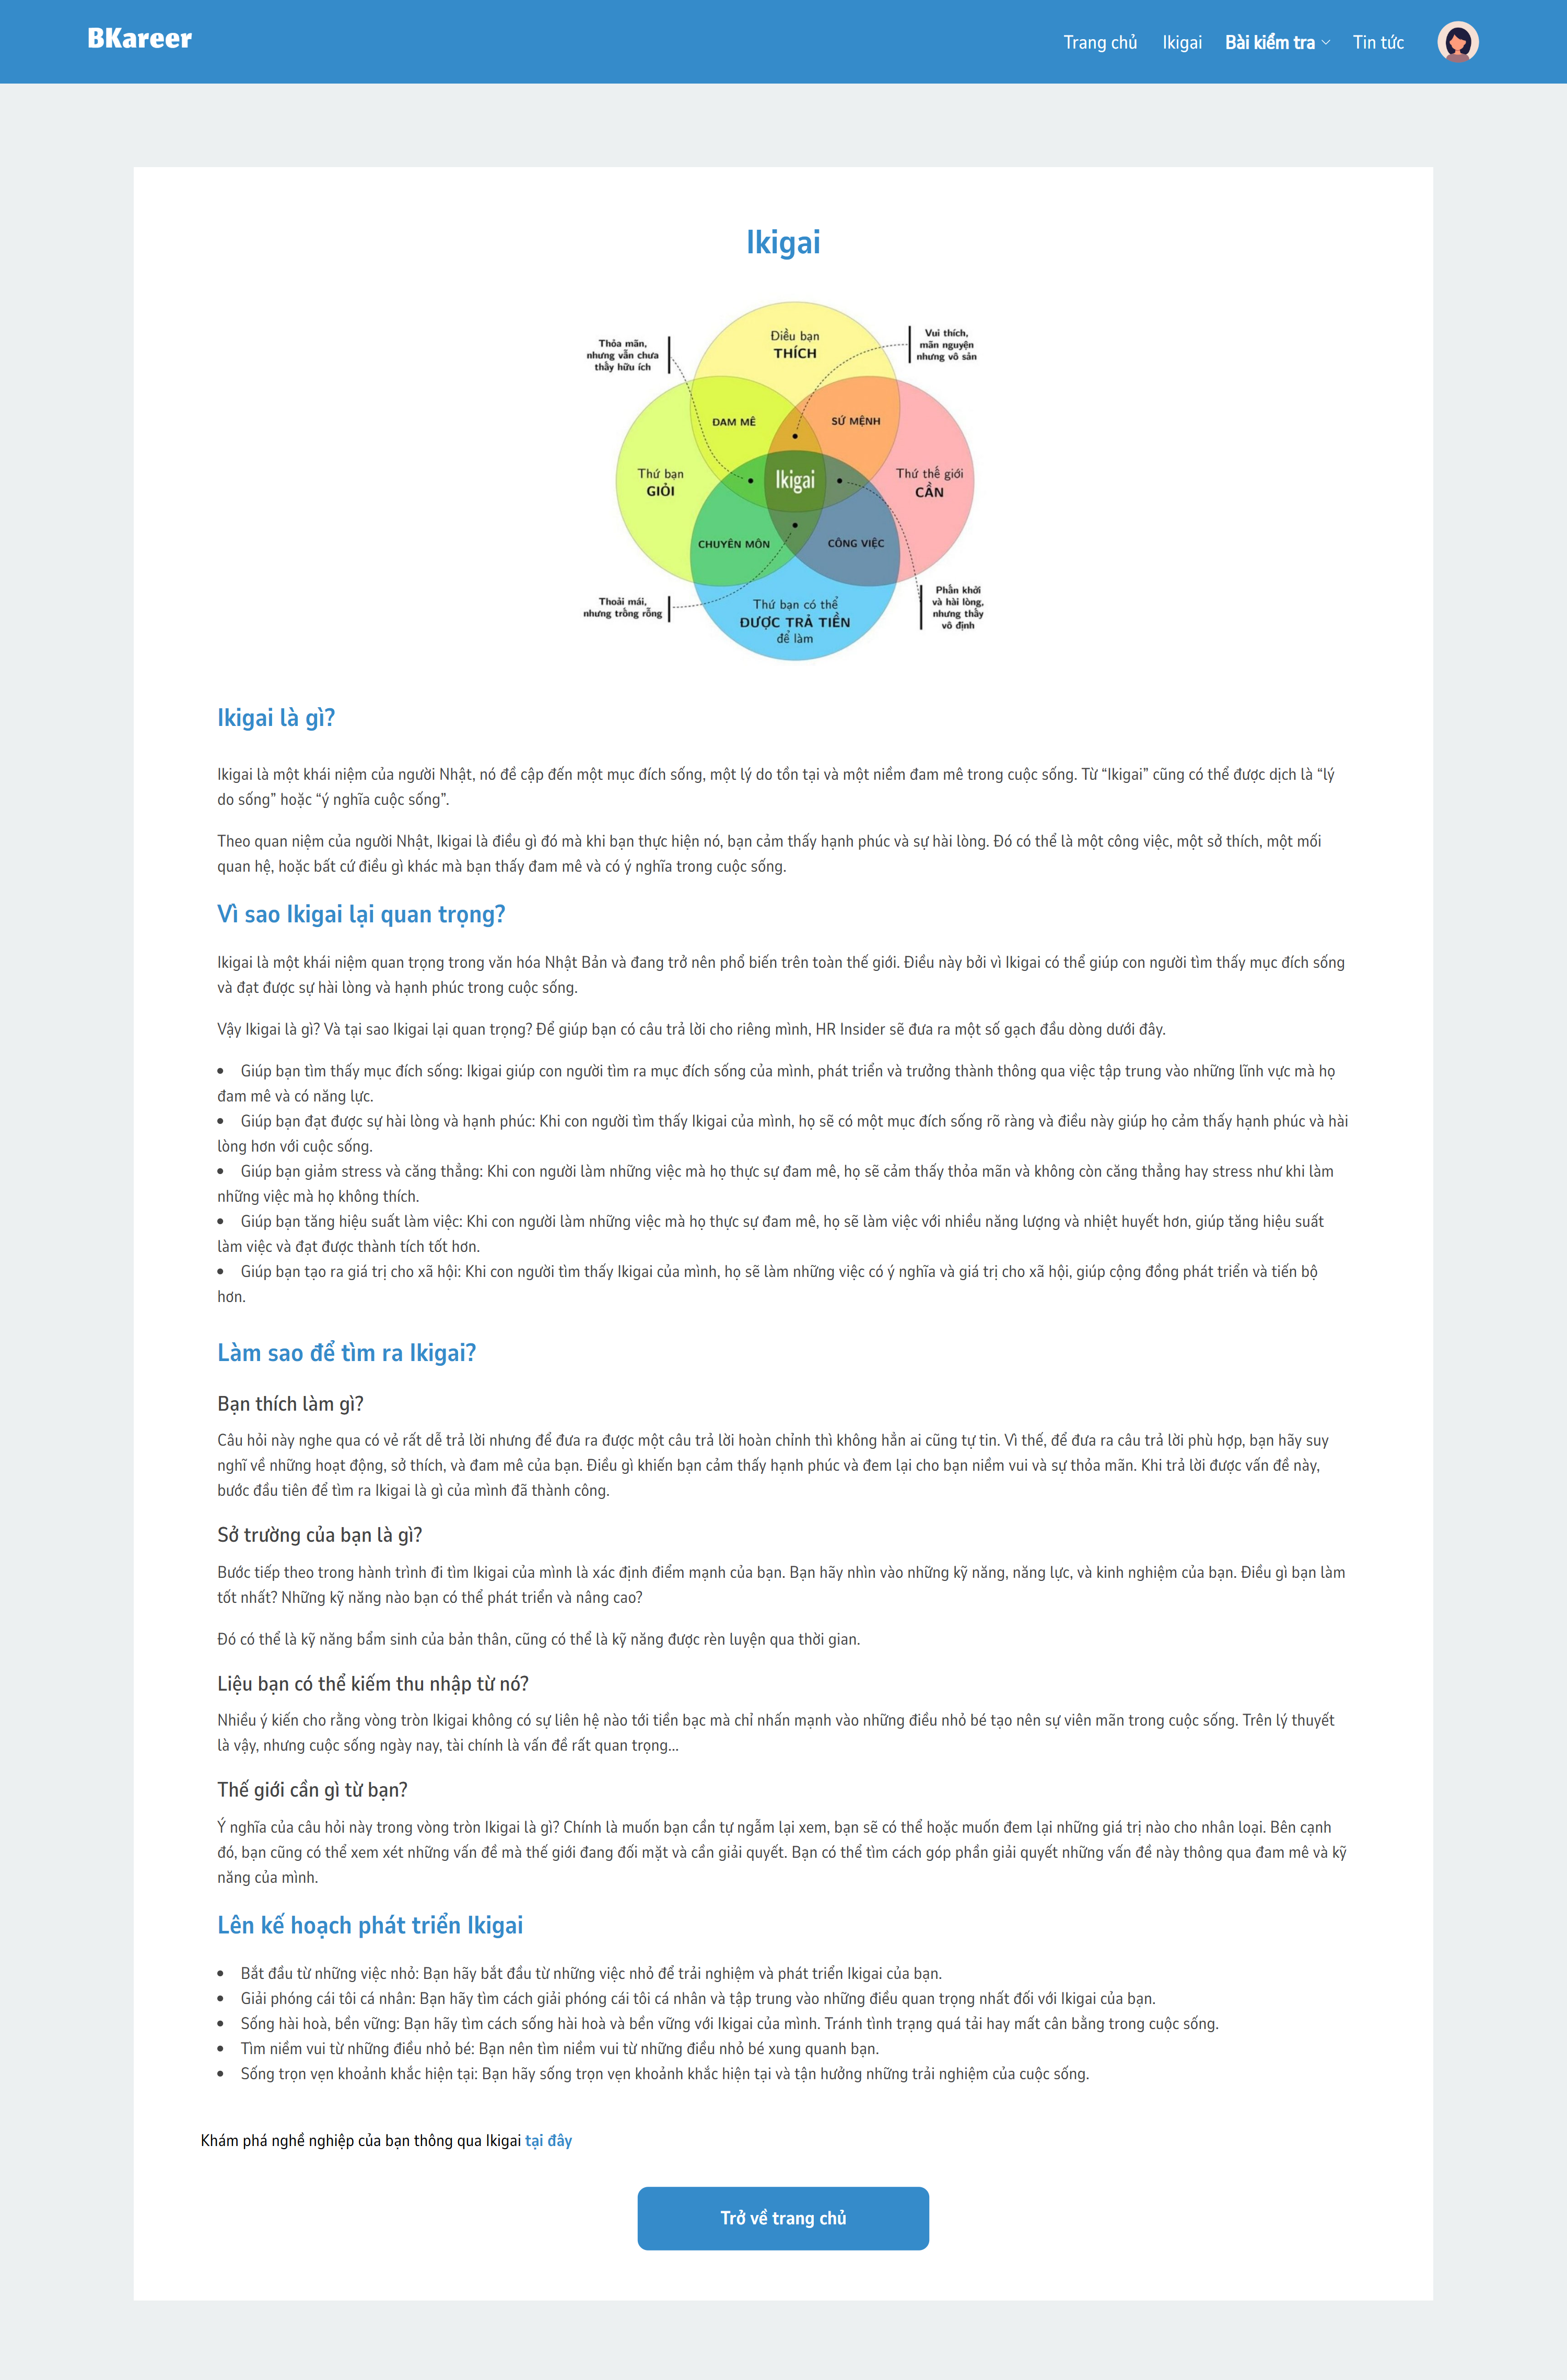 BKareer
Trang chủ
Ikigai
Bài kiểm tra
Tin tức
Ikigai
Điều bạn
THÍCH
Thỏa mãn,
nhưng vẫn chưa
thấy hữu ích
Vui thích,
mãn nguyện
nhưng vô sản
ĐAM MÊ
SỨ MỆNH
Thứ bạn
GIỎI
Ikigai
Thứ thế giới
CẦN
CHUYÊN MÔN
CÔNG VIỆC
Thoải mái,
nhưng trống rỗng
Thứ bạn có thể
ĐƯỢC TRẢ TIỀN
để làm
Phấn khởi
và hài lòng,
nhưng thấy
vô định
Ikigai là gì?
Ikigai là một khái niệm của người Nhật, nó đề cập đến một mục đích sống, một lý do tồn tại và một niềm đam mê trong cuộc sống. Từ “Ikigai” cũng có thể được dịch là “lý
do sống” hoặc “ý nghĩa cuộc sống”.
Theo quan niệm của người Nhật, Ikigai là điều gì đó mà khi bạn thực hiện nó, bạn cảm thấy hạnh phúc và sự hài lòng. Đó có thể là một công việc, một sở thích, một mối
quan hệ, hoặc bất cứ điều gì khác mà bạn thấy đam mê và có ý nghĩa trong cuộc sống.
Vì sao Ikigai lại quan trọng?
Ikigai là một khái niệm quan trọng trong văn hóa Nhật Bản và đang trở nên phổ biến trên toàn thế giới. Điều này bởi vì Ikigai có thể giúp con người tìm thấy mục đích sống
và đạt được sự hài lòng và hạnh phúc trong cuộc sống.
Vậy Ikigai là gì? Và tại sao Ikigai lại quan trọng? Để giúp bạn có câu trả lời cho riêng mình, HR Insider sẽ đưa ra một số gạch đầu dòng dưới đây.
• Giúp bạn tìm thấy mục đích sống: Ikigai giúp con người tìm ra mục đích sống của mình, phát triển và trưởng thành thông qua việc tập trung vào những lĩnh vực mà họ
đam mê và có năng lực.
• Giúp bạn đạt được sự hài lòng và hạnh phúc: Khi con người tìm thấy Ikigai của mình, họ sẽ có một mục đích sống rõ ràng và điều này giúp họ cảm thấy hạnh phúc và hài
lòng hơn với cuộc sống.
• Giúp bạn giảm stress và căng thẳng: Khi con người làm những việc mà họ thực sự đam mê, họ sẽ cảm thấy thỏa mãn và không còn căng thẳng hay stress như khi làm
những việc mà họ không thích.
• Giúp bạn tăng hiệu suất làm việc: Khi con người làm những việc mà họ thực sự đam mê, họ sẽ làm việc với nhiều năng lượng và nhiệt huyết hơn, giúp tăng hiệu suất
làm việc và đạt được thành tích tốt hơn.
• Giúp bạn tạo ra giá trị cho xã hội: Khi con người tìm thấy Ikigai của mình, họ sẽ làm những việc có ý nghĩa và giá trị cho xã hội, giúp cộng đồng phát triển và tiến bộ
hơn.
Làm sao để tìm ra Ikigai?
Bạn thích làm gì?
Câu hỏi này nghe qua có vẻ rất dễ trả lời nhưng để đưa ra được một câu trả lời hoàn chỉnh thì không hẳn ai cũng tự tin. Vì thế, để đưa ra câu trả lời phù hợp, bạn hãy suy
nghĩ về những hoạt động, sở thích, và đam mê của bạn. Điều gì khiến bạn cảm thấy hạnh phúc và đem lại cho bạn niềm vui và sự thỏa mãn. Khi trả lời được vấn đề này,
bước đầu tiên để tìm ra Ikigai là gì của mình đã thành công.
Sở trường của bạn là gì?
Bước tiếp theo trong hành trình đi tìm Ikigai của mình là xác định điểm mạnh của bạn. Bạn hãy nhìn vào những kỹ năng, năng lực, và kinh nghiệm của bạn. Điều gì bạn làm
tốt nhất? Những kỹ năng nào bạn có thể phát triển và nâng cao?
Đó có thể là kỹ năng bẩm sinh của bản thân, cũng có thể là kỹ năng được rèn luyện qua thời gian.
Liệu bạn có thể kiếm thu nhập từ nó?
Nhiều ý kiến cho rằng vòng tròn Ikigai không có sự liên hệ nào tới tiền bạc mà chỉ nhấn mạnh vào những điều nhỏ bé tạo nên sự viên mãn trong cuộc sống. Trên lý thuyết
là vậy, nhưng cuộc sống ngày nay, tài chính là vấn đề rất quan trọng...
Thế giới cần gì từ bạn?
Ý nghĩa của câu hỏi này trong vòng tròn Ikigai là gì? Chính là muốn bạn cần tự ngẫm lại xem, bạn sẽ có thể hoặc muốn đem lại những giá trị nào cho nhân loại. Bên cạnh
đó, bạn cũng có thể xem xét những vấn đề mà thế giới đang đối mặt và cần giải quyết. Bạn có thể tìm cách góp phần giải quyết những vấn đề này thông qua đam mê và kỹ
năng của mình.
Lên kế hoạch phát triển Ikigai
• Bắt đầu từ những việc nhỏ: Bạn hãy bắt đầu từ những việc nhỏ để trải nghiệm và phát triển Ikigai của bạn.
• Giải phóng cái tôi cá nhân: Bạn hãy tìm cách giải phóng cái tôi cá nhân và tập trung vào những điều quan trọng nhất đối với Ikigai của bạn.
• Sống hài hoà, bền vững: Bạn hãy tìm cách sống hài hoà và bền vững với Ikigai của mình. Tránh tình trạng quá tải hay mất cân bằng trong cuộc sống.
• Tìm niềm vui từ những điều nhỏ bé: Bạn nên tìm niềm vui từ những điều nhỏ bé xung quanh bạn.
• Sống trọn vẹn khoảnh khắc hiện tại: Bạn hãy sống trọn vẹn khoảnh khắc hiện tại và tận hưởng những trải nghiệm của cuộc sống.
Khám phá nghề nghiệp của bạn thông qua Ikigai tại đây
Trở về trang chủ